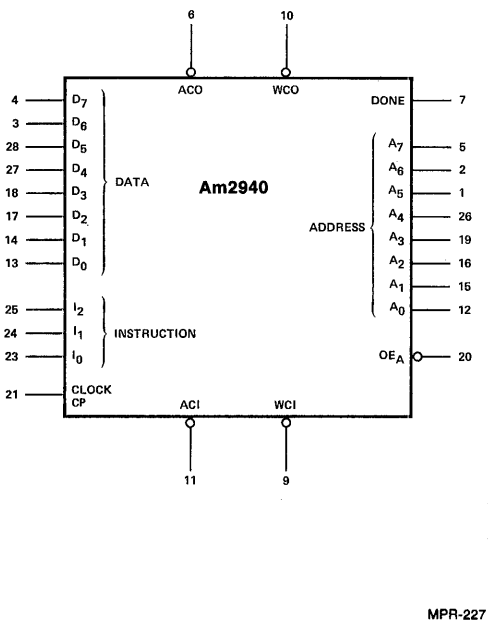 6 10
ACO WCO
4 D7 DONE 7
3 D6
28 D5 A7 5
27 D4 A6 2
18 D3 DATA Am2940 A5 1
17 D2 A4 26
14 D1 ADDRESS A3 19
13 D0 A2 16
A1 15
25 I2 A0 12
24 I1 INSTRUCTION
23 I0 OEA 20
21 CLOCK
CP ACI WCI
11 9
MPR-227